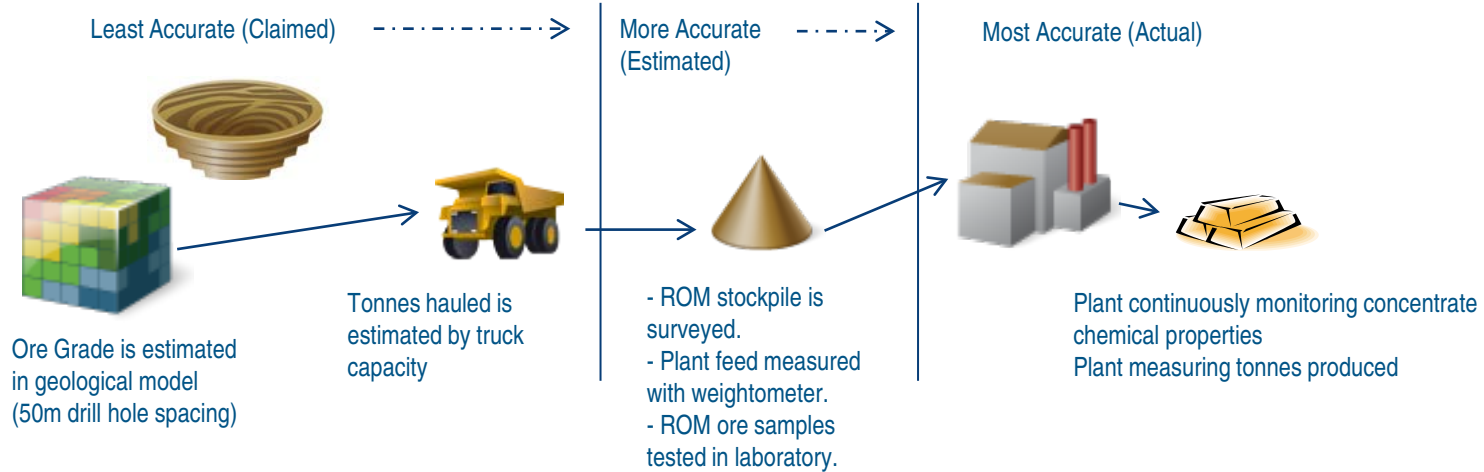 Least Accurate (Claimed)
More Accurate
(Estimated)
Most Accurate (Actual)
Ore Grade is estimated
in geological model
(50m drill hole spacing)
Tonnes hauled is
estimated by truck
capacity
- ROM stockpile is
surveyed.
- Plant feed measured
with weightometer.
- ROM ore samples
tested in laboratory.
Plant continuously monitoring concentrate
chemical properties
Plant measuring tonnes produced